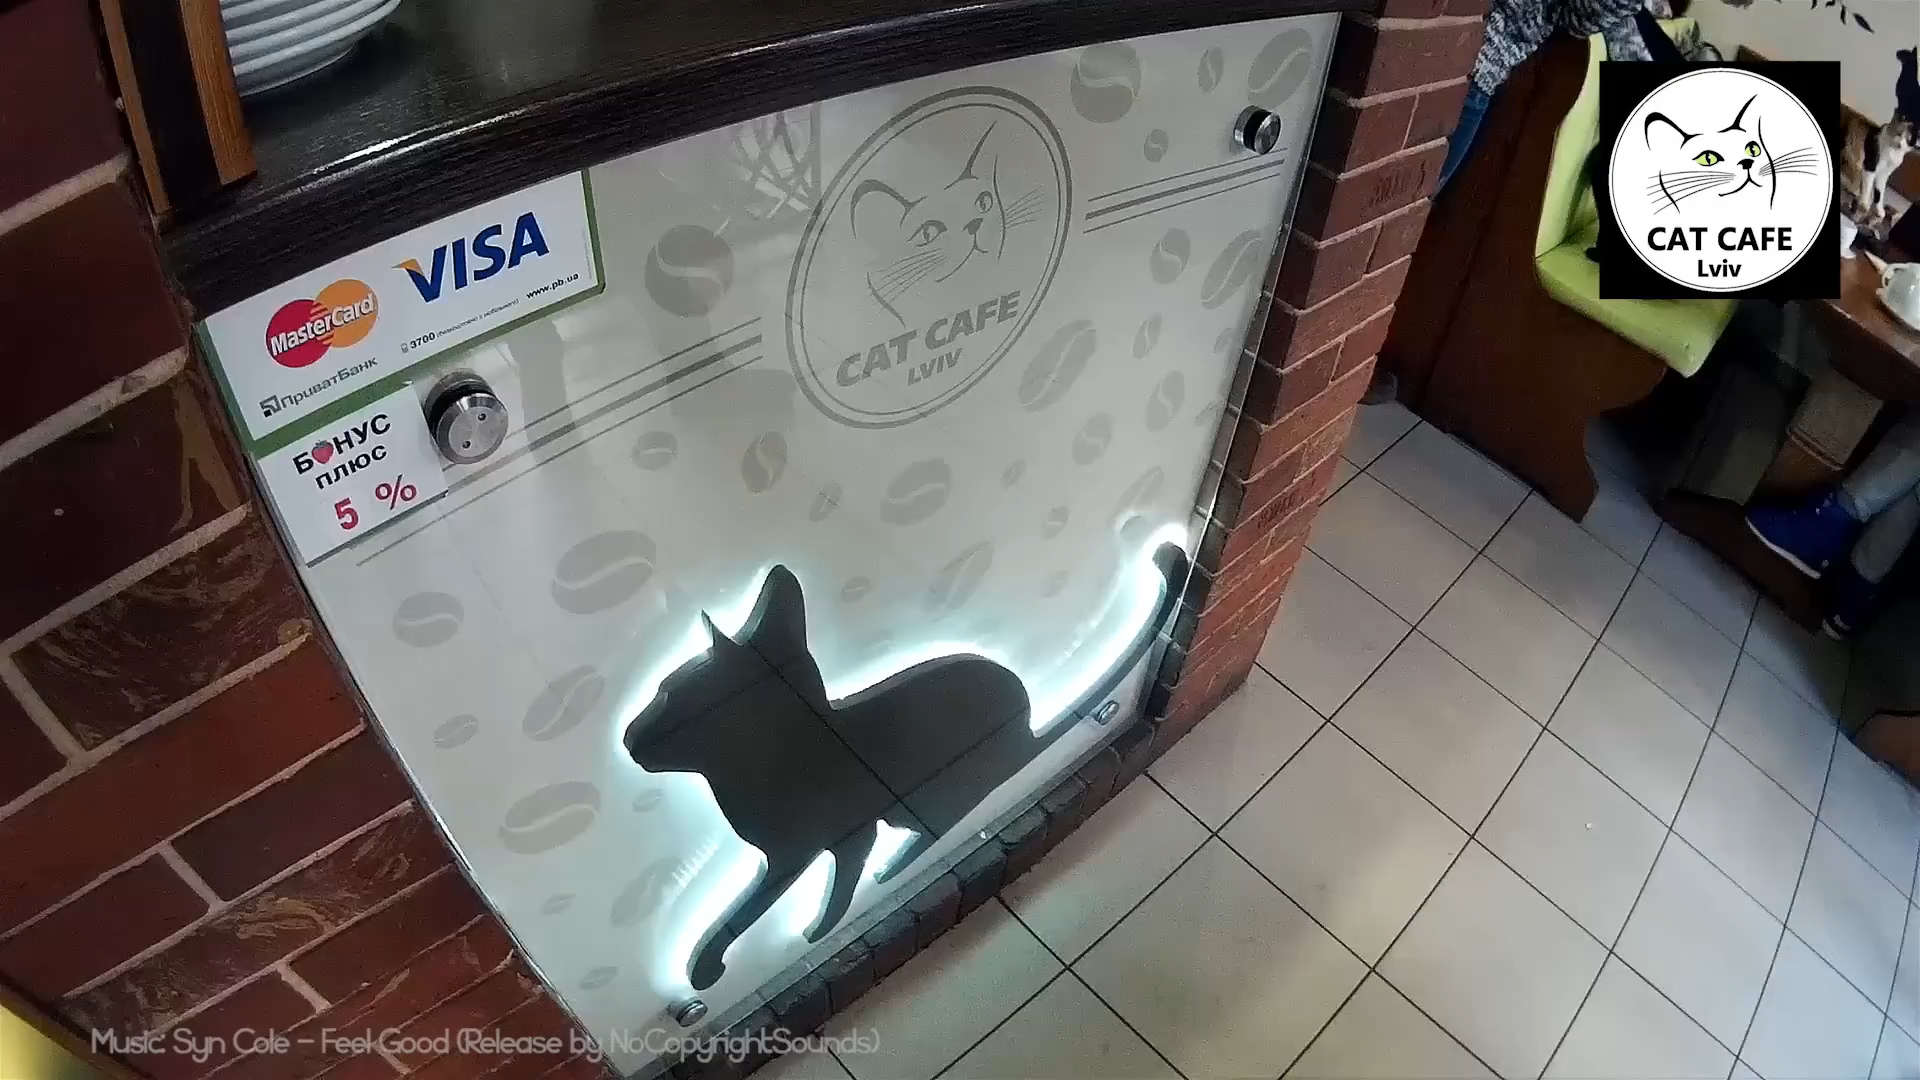 MasterCard
VISA
3700
www.pb.ua
ПриватБанк
БОНУС
ПЛЮС
5 %
CAT CAFE
LVIV
CAT CAFE
Lviv
Music: Syn Cole – Feel Good (Release by NoCopyrightSounds)